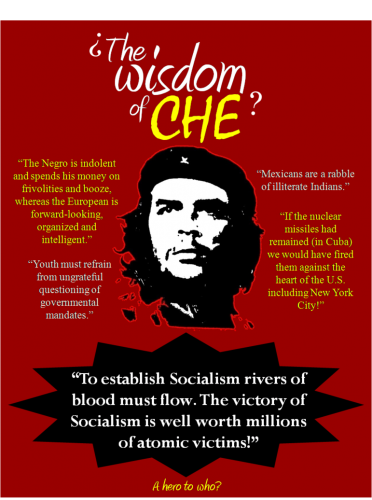 ¿The
wisdom
of CHE?
“The Negro is indolent
and spends his money on
frivolities and booze,
whereas the European is
forward-looking,
organized and
intelligent.”
“Youth must refrain
from ungrateful
questioning of
governmental
mandates.”
“Mexicans are a rabble
of illiterate Indians.”
“If the nuclear
missiles had
remained (in Cuba)
we would have fired
them against the
heart of the U.S.
including New York
City!”
“To establish Socialism rivers of
blood must flow. The victory of
Socialism is well worth millions
of atomic victims!”
A hero to who?